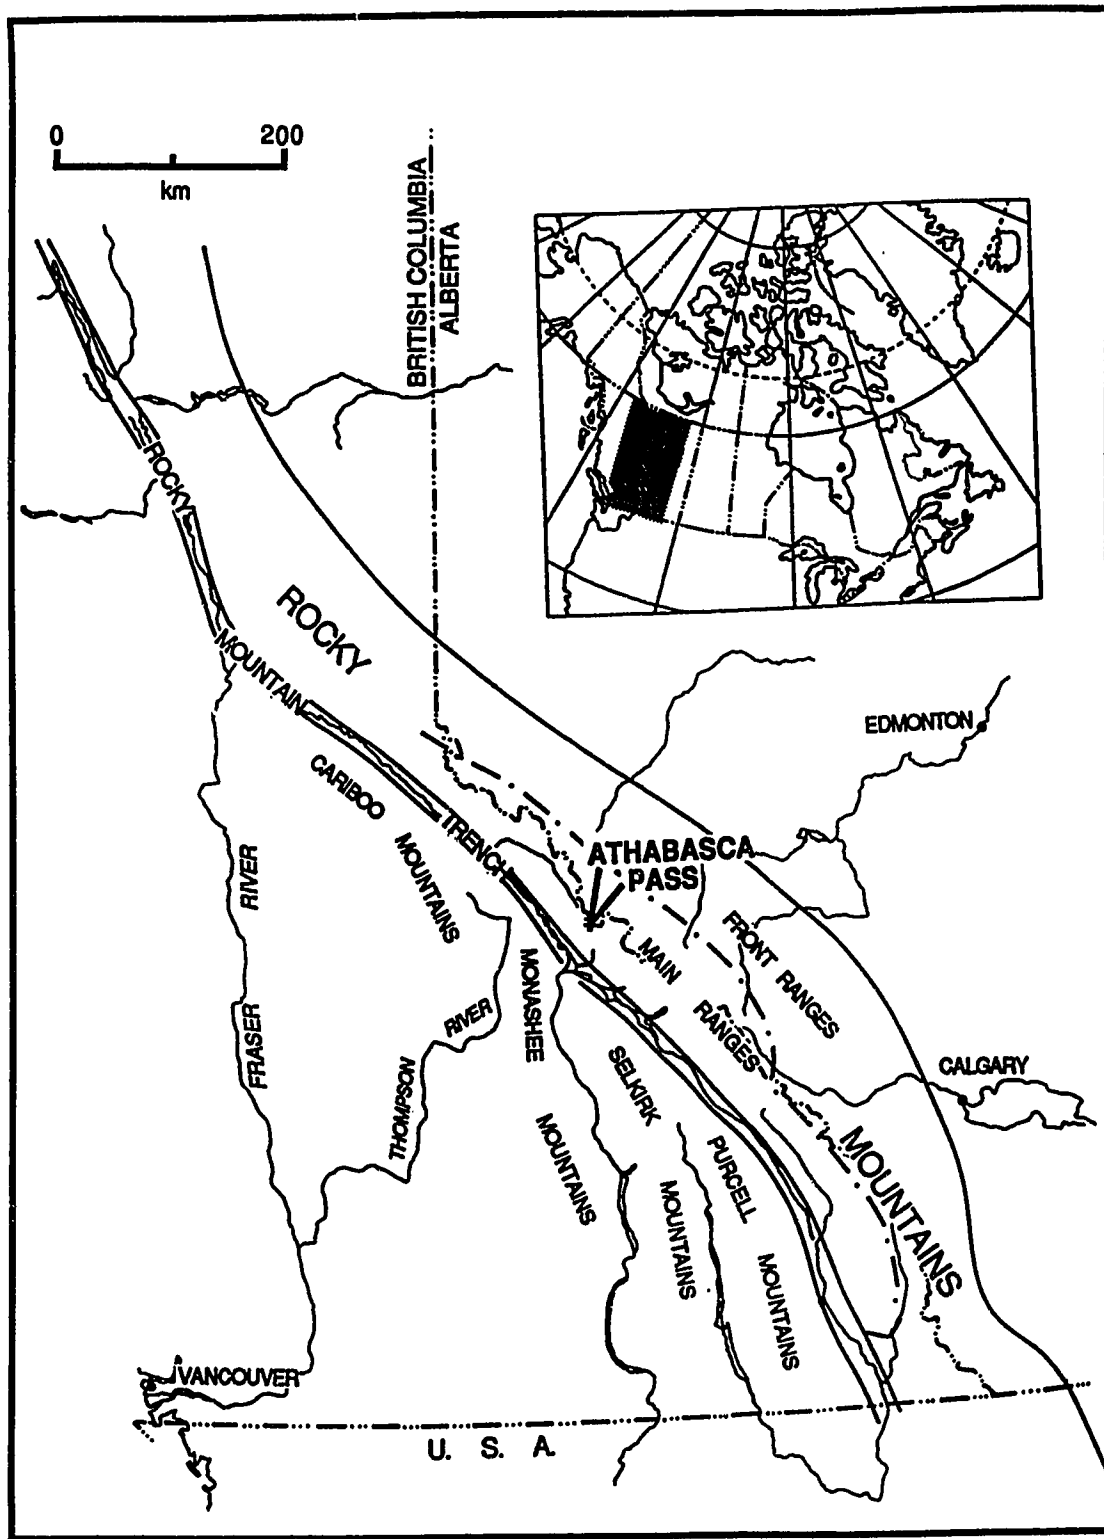 0 200
km
BRITISH COLUMBIA
ALBERTA
ROCKY
MOUNTAIN
TRENCH
ROCKY
MOUNTAINS
EDMONTON
CARIBOO
MOUNTAINS
ATHABASCA
PASS
FRONT RANGES
MAIN
RANGES
RIVER
FRASER
RIVER
THOMPSON
MONASHEE
MOUNTAINS
SELKIRK
MOUNTAINS
PURCELL
MOUNTAINS
CALGARY
VANCOUVER
U. S. A.